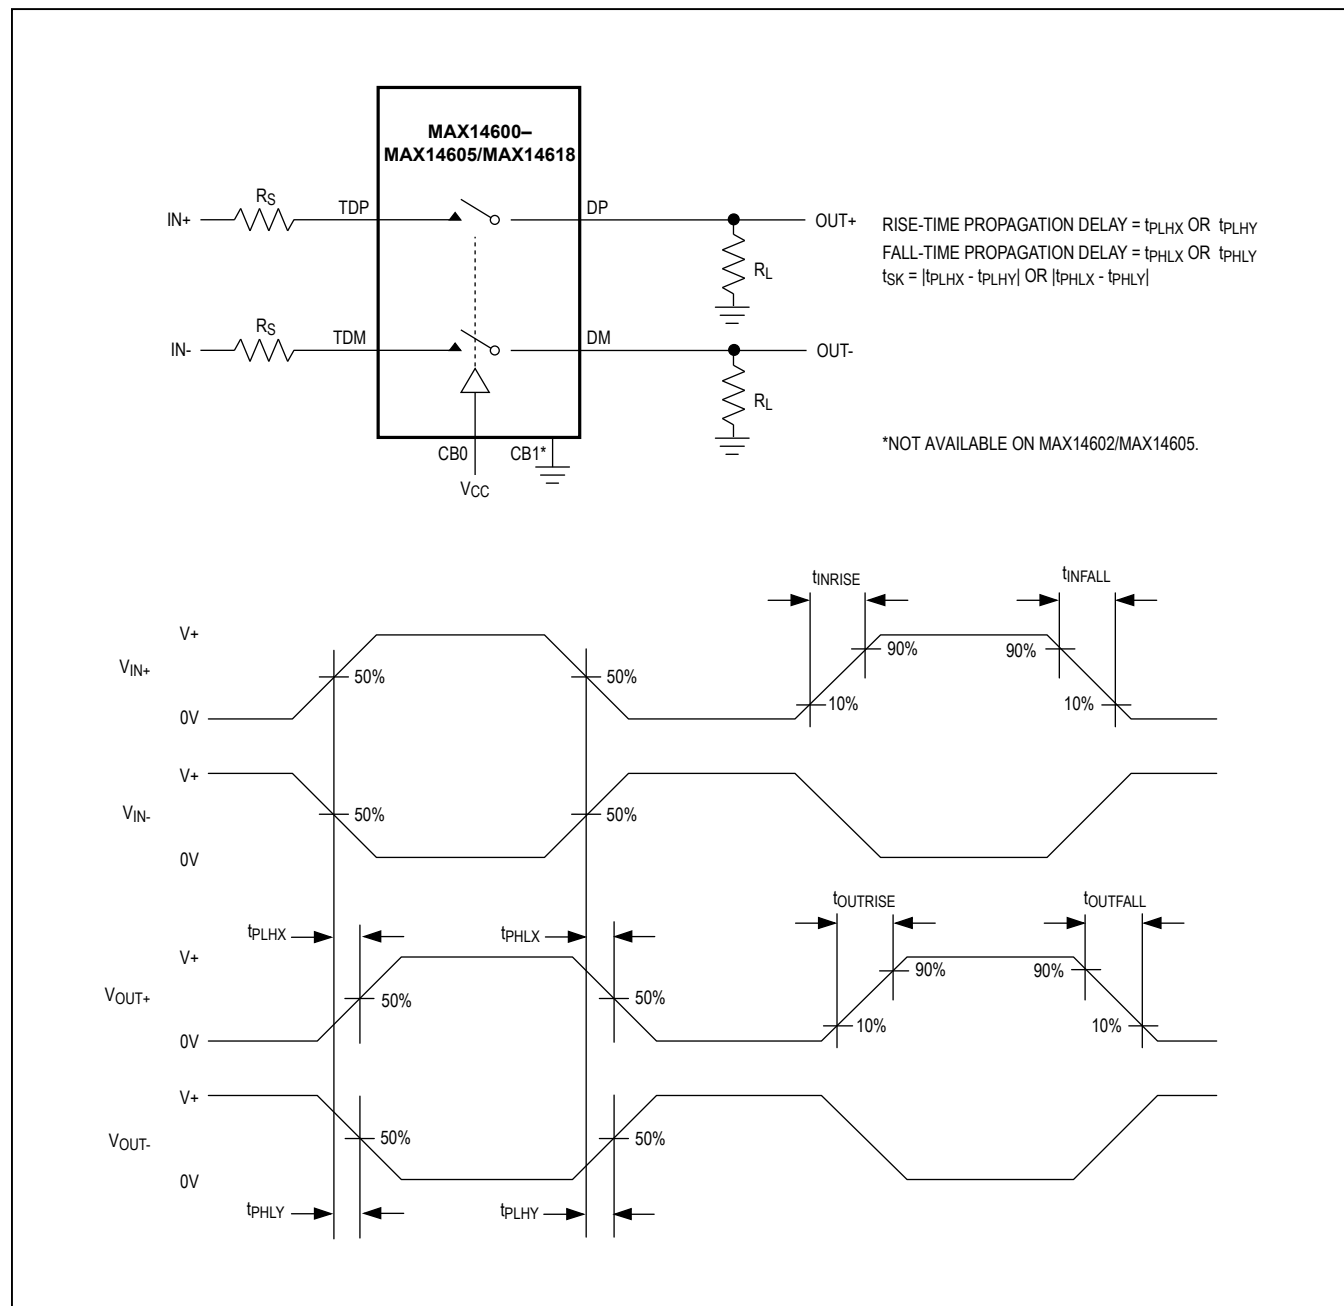 MAX14600–
MAX14605/MAX14618
RS
TDP
DP
IN+
OUT+
RISE-TIME PROPAGATION DELAY = tPLHX OR tPLHY
FALL-TIME PROPAGATION DELAY = tPHLX OR tPHLY
tSK = |tPLHX - tPLHY| OR |tPHLX - tPHLY|
RL
RS
TDM
DM
IN-
OUT-
RL
*NOT AVAILABLE ON MAX14602/MAX14605.
CB0
CB1*
VCC
tINRISE
tINFALL
V+
VIN+
50%
50%
90%
90%
10%
10%
0V
V+
VIN-
50%
50%
0V
tOUTRISE
tOUTFALL
tPLHX
tPHLX
V+
VOUT+
50%
50%
90%
90%
10%
10%
0V
V+
VOUT-
50%
50%
0V
tPHLY
tPLHY